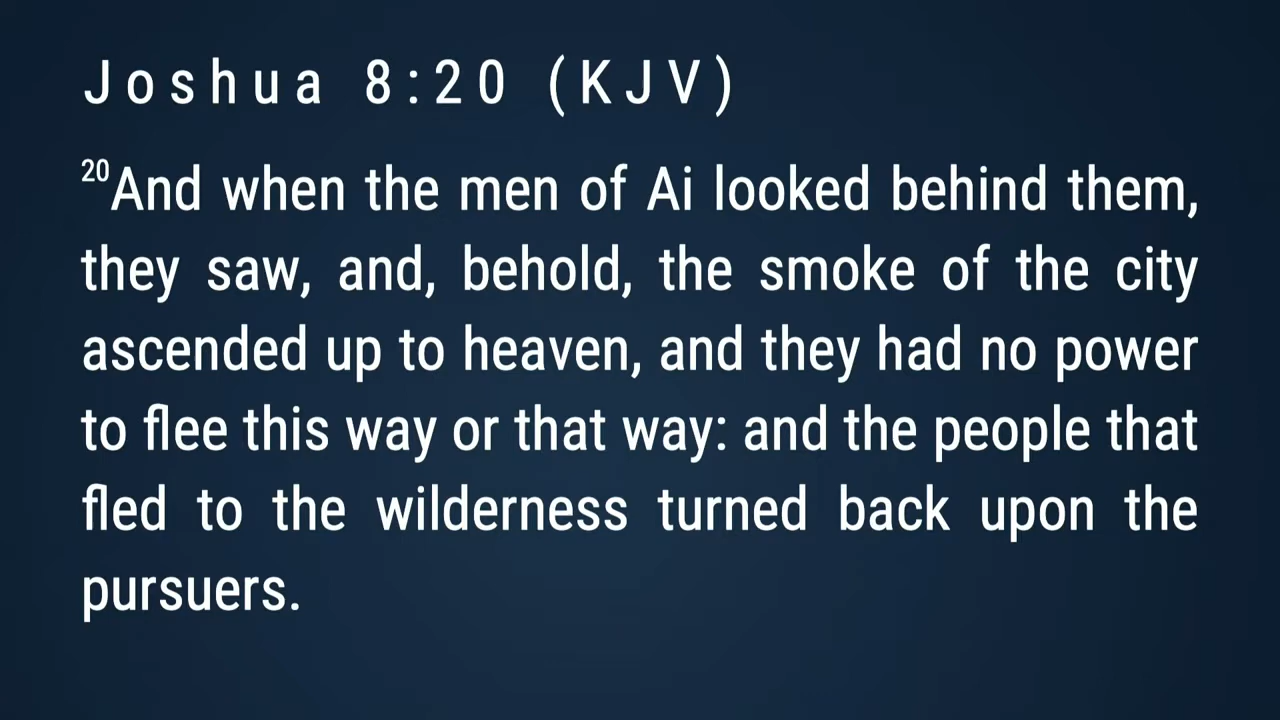 Joshua 8:20 (KJV)
20And when the men of Ai looked behind them,
they saw, and, behold, the smoke of the city
ascended up to heaven, and they had no power
to flee this way or that way: and the people that
fled to the wilderness turned back upon the
pursuers.